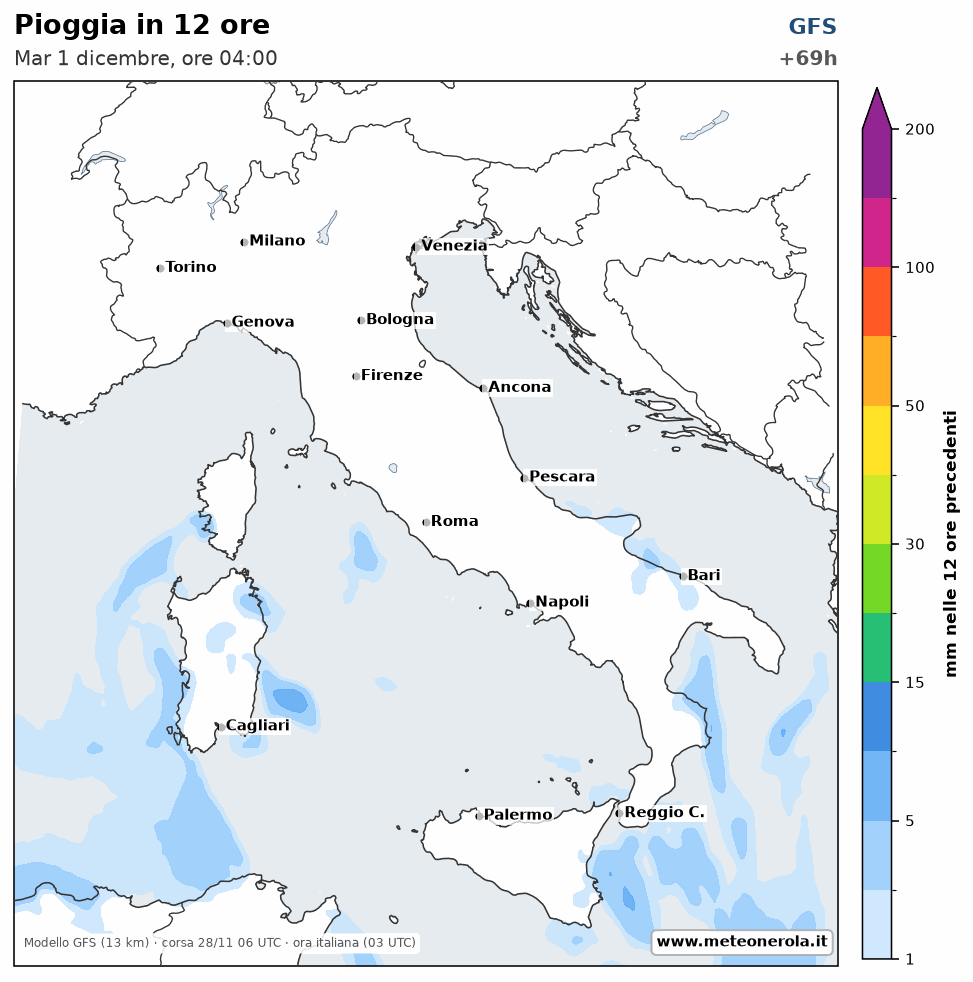 Pioggia in 12 ore
GFS
Mar 1 dicembre, ore 04:00
+69h
200
100
50
30
15
5
1
mm nelle 12 ore precedenti
Milano
Venezia
Torino
Genova
Bologna
Firenze
Ancona
Pescara
Roma
Bari
Napoli
Cagliari
Palermo
Reggio C.
Modello GFS (13 km) · corsa 28/11 06 UTC · ora italiana (03 UTC)
www.meteonerola.it